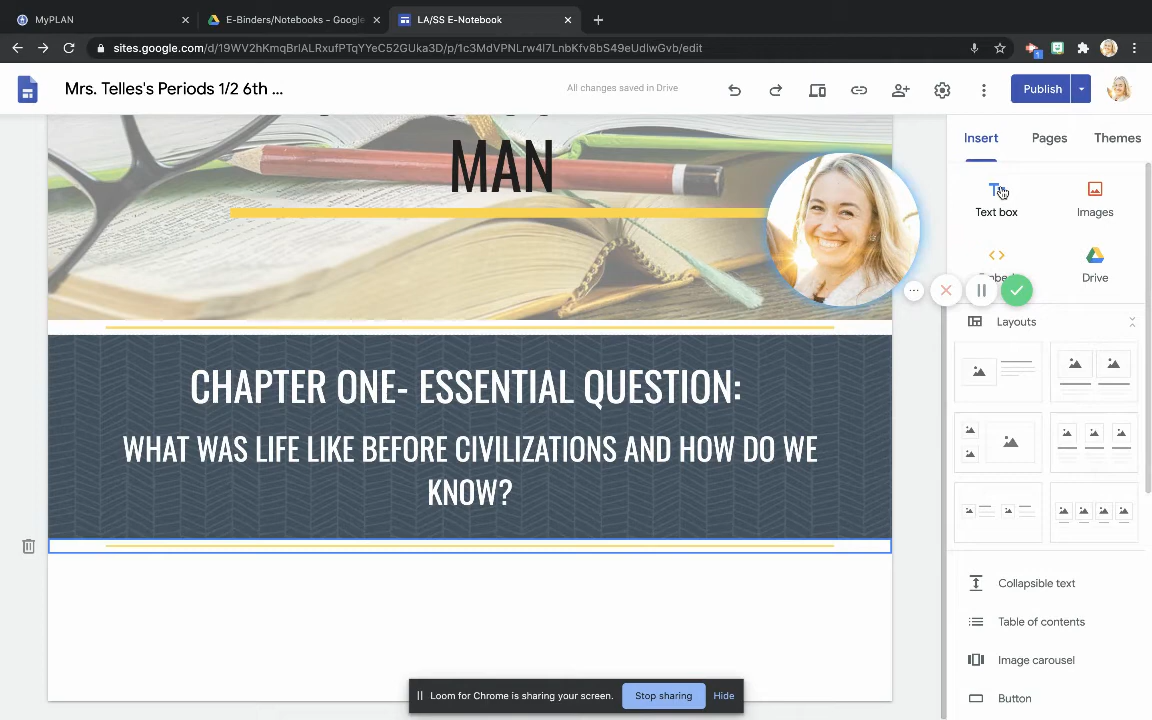 MyPLAN
E-Binders/Notebooks - Google
LA/SS E-Notebook
sites.google.com/d/19WV2hKmqBrlALRxufPTqYYeC52GUka3D/p/1c3MdVPNLrw4l7LnbKfv8bS49eUdlwGvb/edit
Mrs. Telles's Periods 1/2 6th ...
All changes saved in Drive
Publish
Insert
Pages
Themes
MAN
Text box
Images
Drive
Layouts
CHAPTER ONE- ESSENTIAL QUESTION:
WHAT WAS LIFE LIKE BEFORE CIVILIZATIONS AND HOW DO WE
KNOW?
Collapsible text
Table of contents
Image carousel
Button
Loom for Chrome is sharing your screen.
Stop sharing
Hide